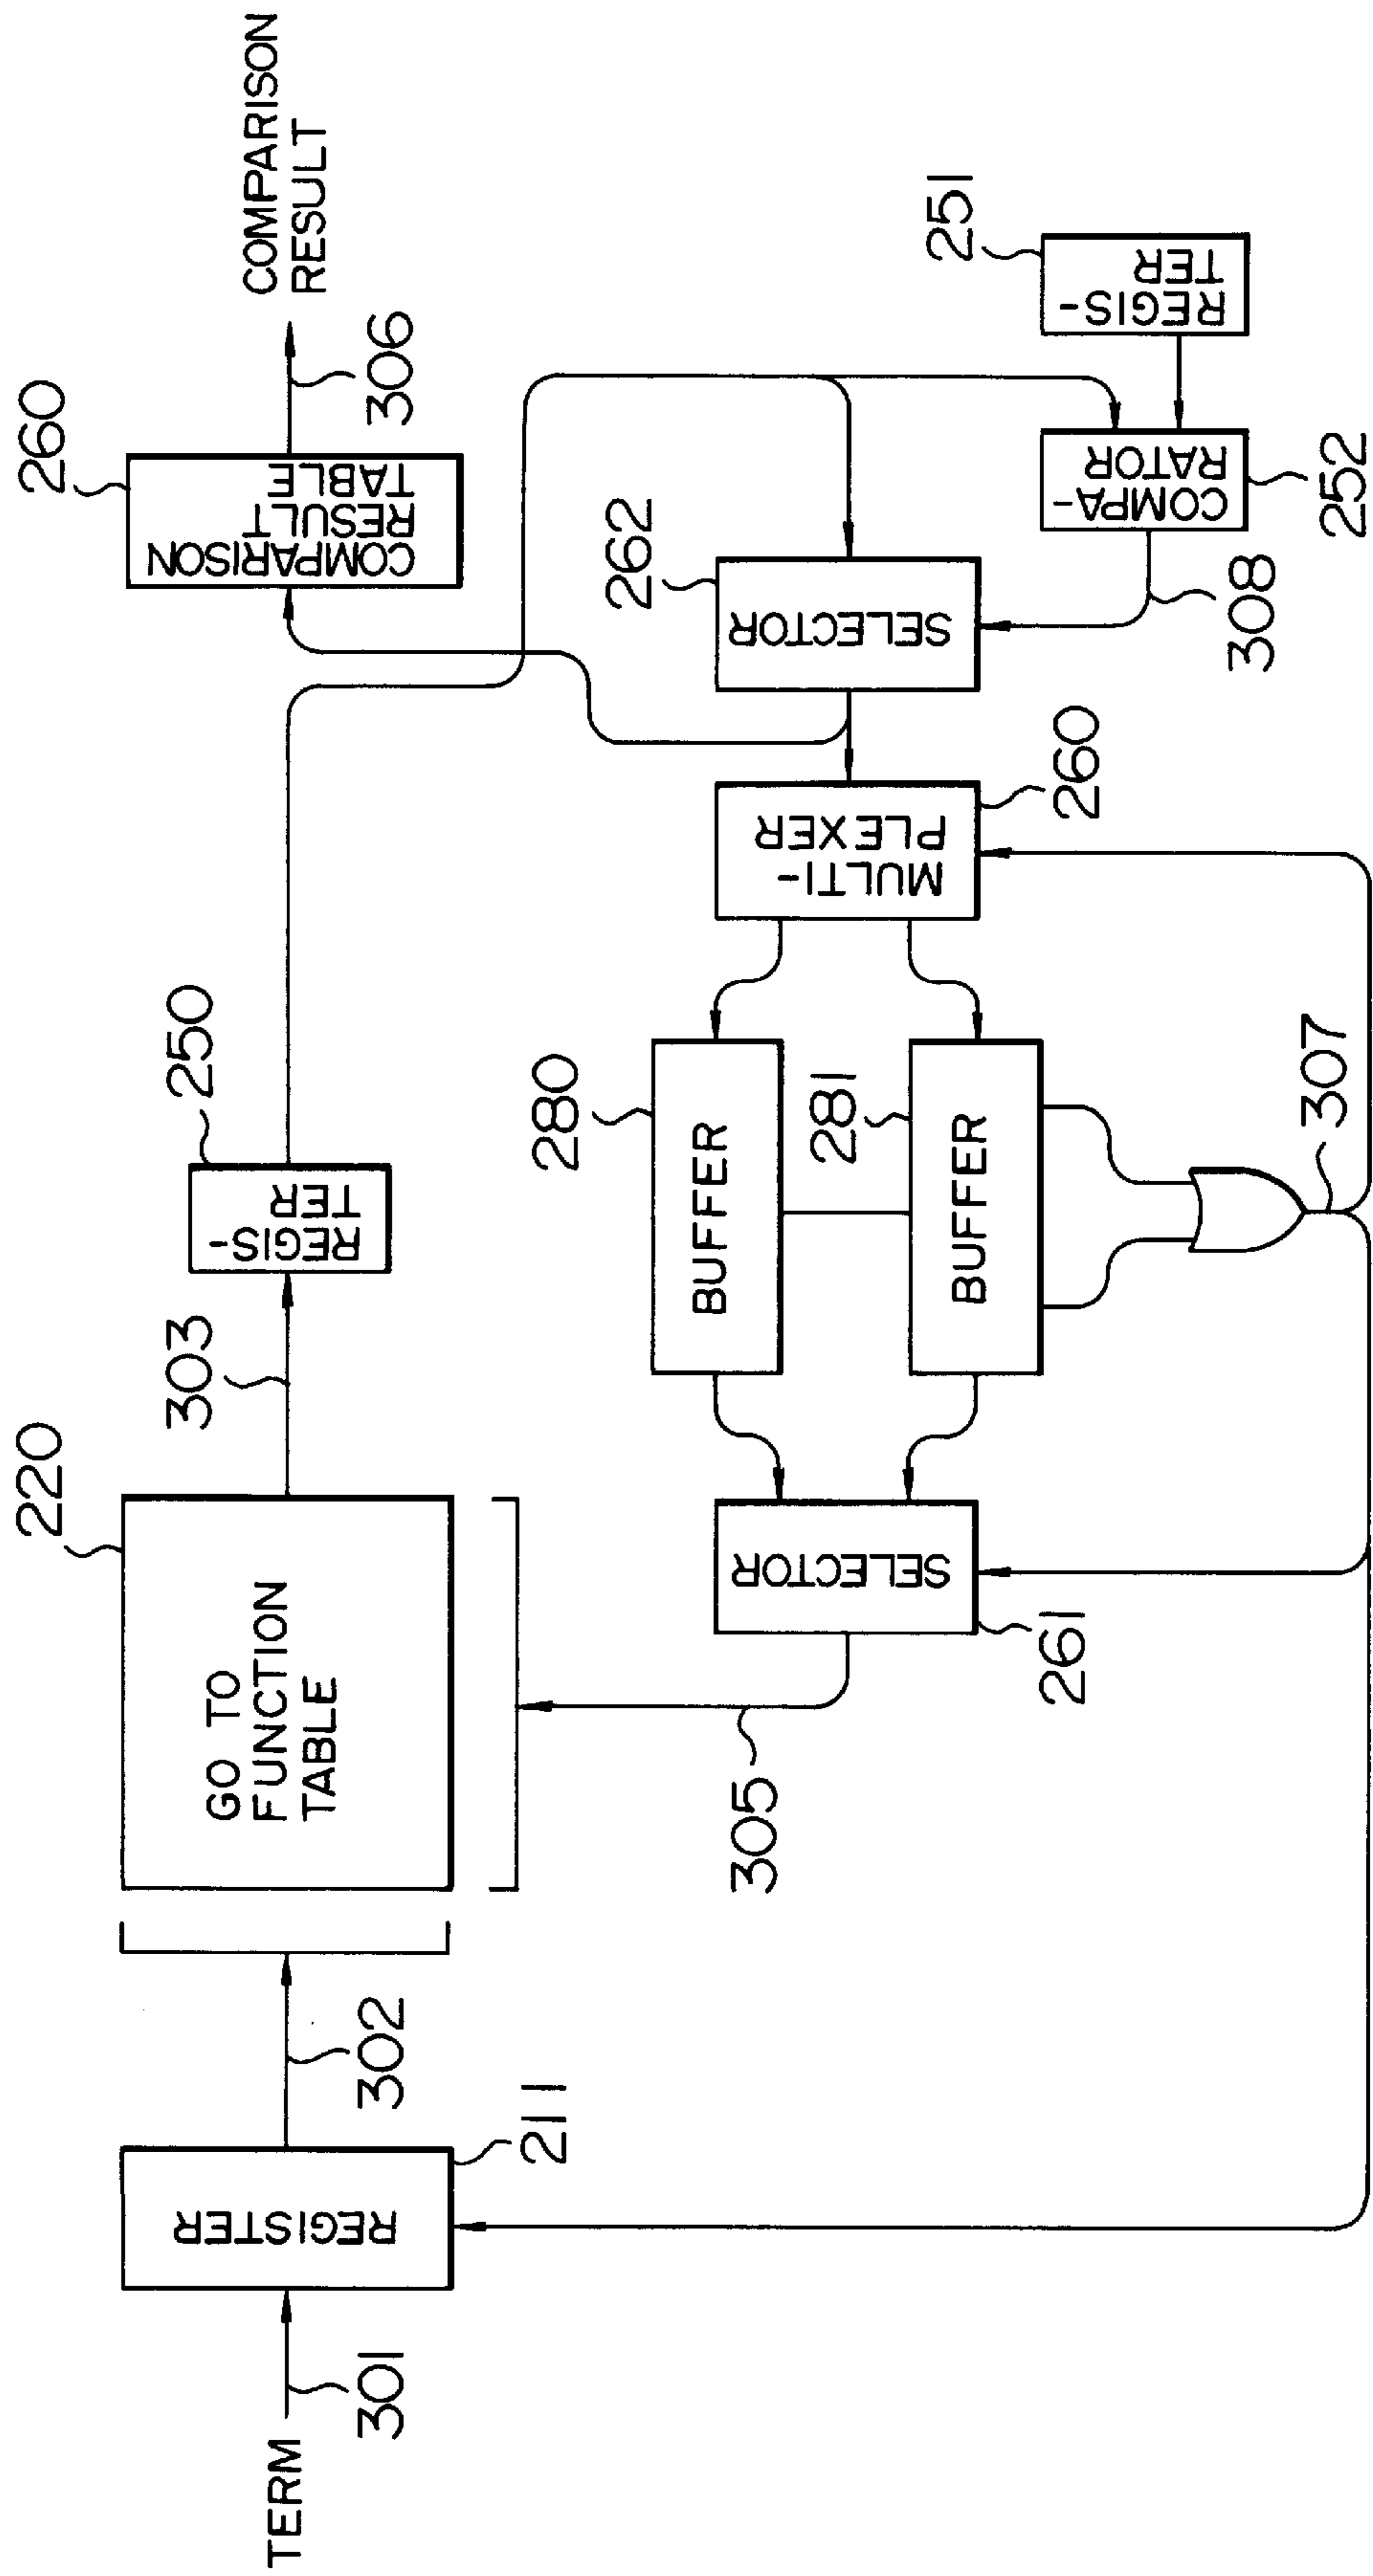 TERM
301
REGISTER
211
302
GO TO
FUNCTION
TABLE
220
303
REGIS-
TER
250
COMPARISON
RESULT
TABLE
260
306
COMPARISON
RESULT
305
SELECTOR
261
BUFFER
280
BUFFER
281
307
MULTI-
PLEXER
260
SELECTOR
262
308
COMPA-
RATOR
252
REGIS-
TER
251